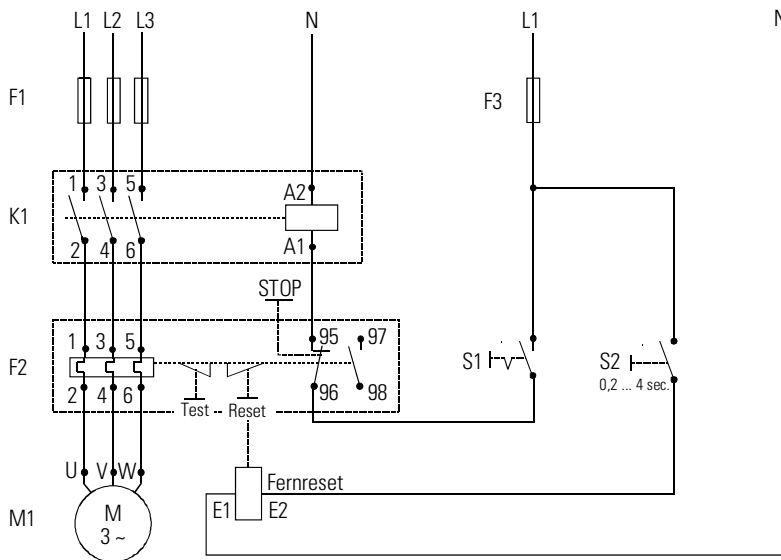 L1 L2 L3 N L1 N
F1
F3
1 3 5 A2
K1
2 4 6 A1
STOP
1 3 5 95 97
F2 S1 S2
2 4 6 96 98
0,2 ... 4 sec.
Test Reset
U V W
Fernreset
E1 E2
M1
M
3 ~